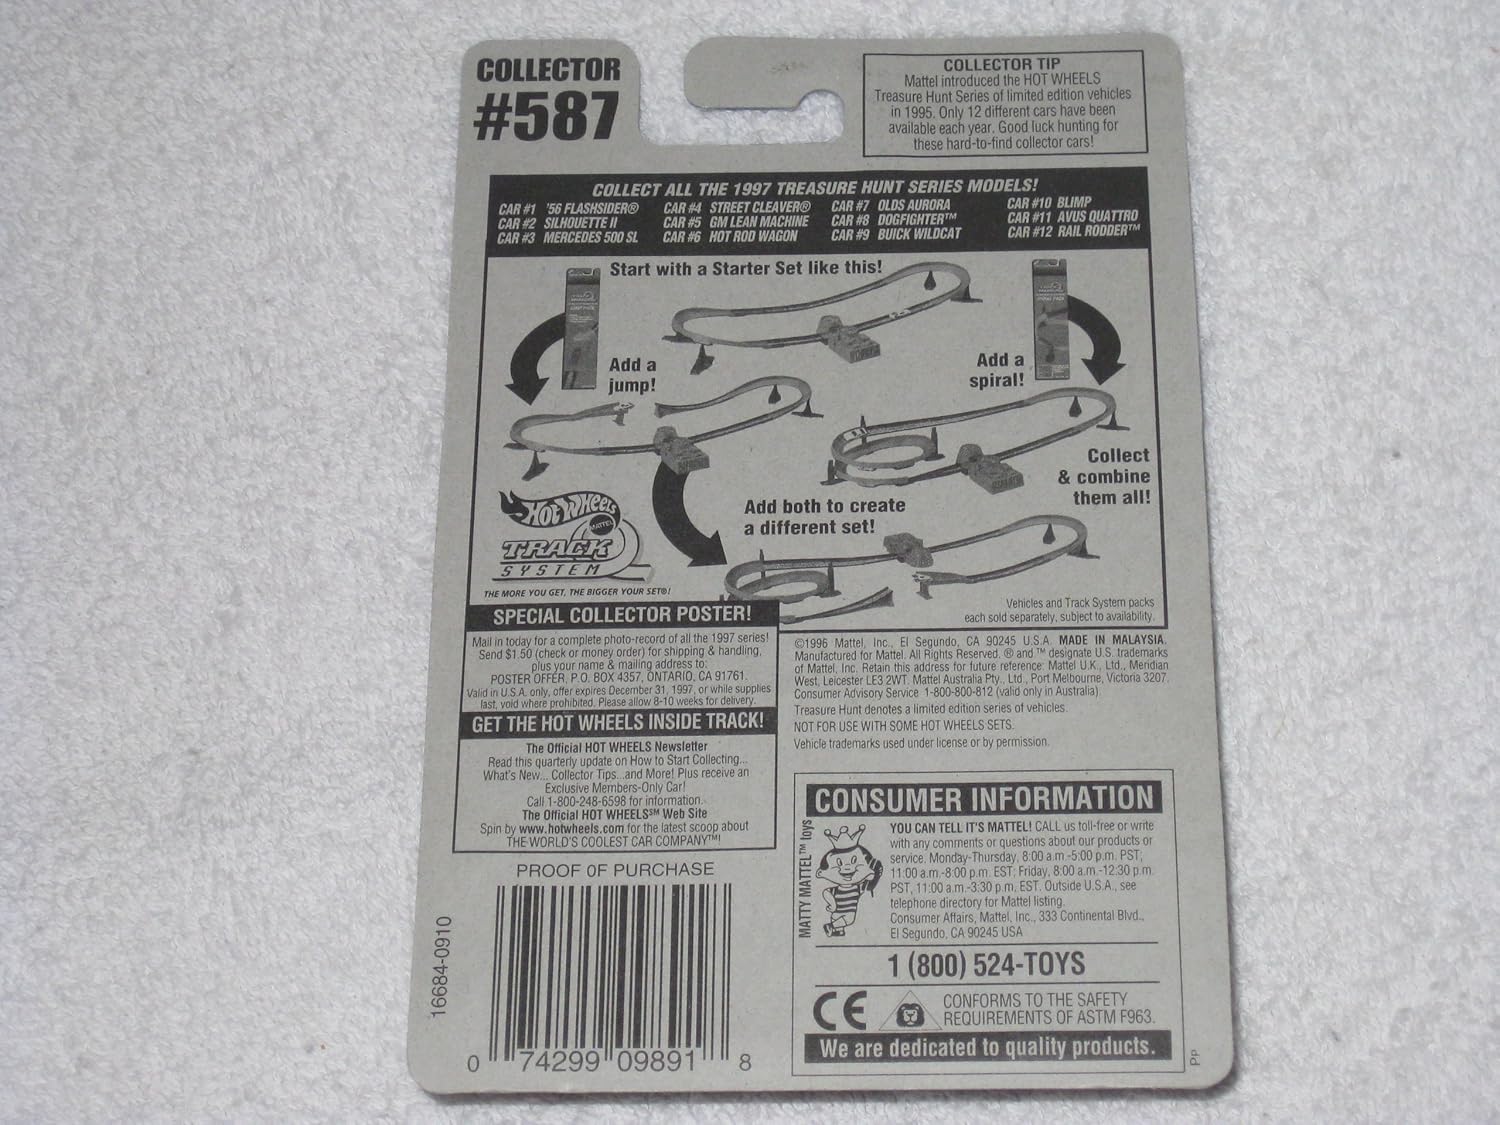 COLLECTOR
#587
COLLECTOR TIP
Mattel introduced the HOT WHEELS
Treasure Hunt Series of limited edition vehicles
in 1995. Only 12 different cars have been
available each year. Good luck hunting for
these hard-to-find collector cars!
COLLECT ALL THE 1997 TREASURE HUNT SERIES MODELS!
CAR #1 '56 FLASHSIDER®
CAR #2 SILHOUETTE II
CAR #3 MERCEDES 500 SL
CAR #4 STREET CLEAVER®
CAR #5 GM LEAN MACHINE
CAR #6 HOT ROD WAGON
CAR #7 OLDS AURORA
CAR #8 DOGFIGHTER™
CAR #9 BUICK WILDCAT
CAR #10 BLIMP
CAR #11 AVUS QUATTRO
CAR #12 RAIL RODDER™
Start with a Starter Set like this!
Add a
jump!
Add a
spiral!
Collect
& combine
them all!
Add both to create
a different set!
HOT WHEELS
MATTEL
TRACK
SYSTEM
THE MORE YOU GET, THE BIGGER YOUR SET®!
Vehicles and Track System packs
each sold separately, subject to availability.
SPECIAL COLLECTOR POSTER!
Mail in today for a complete photo-record of all the 1997 series!
Send $1.50 (check or money order) for shipping & handling,
plus your name & mailing address to:
POSTER OFFER, P.O. BOX 4357, ONTARIO, CA 91761.
Valid in U.S.A. only, offer expires December 31, 1997, or while supplies
last, void where prohibited. Please allow 8-10 weeks for delivery.
GET THE HOT WHEELS INSIDE TRACK!
The Official HOT WHEELS Newsletter
Read this quarterly update on How to Start Collecting...
What's New... Collector Tips...and More! Plus receive an
Exclusive Members-Only Car!
Call 1-800-248-6598 for information.
The Official HOT WHEELS℠ Web Site
Spin by www.hotwheels.com for the latest scoop about
THE WORLD'S COOLEST CAR COMPANY™!
©1996 Mattel, Inc., El Segundo, CA 90245 U.S.A. MADE IN MALAYSIA.
Manufactured for Mattel. All Rights Reserved. ® and ™ designate U.S. trademarks
of Mattel, Inc. Retain this address for future reference: Mattel U.K., Ltd., Meridian
West, Leicester LE3 2WT. Mattel Australia Pty., Ltd., Port Melbourne, Victoria 3207.
Consumer Advisory Service 1-800-800-812 (valid only in Australia).
Treasure Hunt denotes a limited edition series of vehicles.
NOT FOR USE WITH SOME HOT WHEELS SETS.
Vehicle trademarks used under license or by permission.
CONSUMER INFORMATION
MATTY MATTEL™ toys
YOU CAN TELL IT'S MATTEL! CALL us toll-free or write
with any comments or questions about our products or
service. Monday-Thursday, 8:00 a.m.-5:00 p.m. PST;
11:00 a.m.-8:00 p.m. EST; Friday, 8:00 a.m.-12:30 p.m.
PST, 11:00 a.m.-3:30 p.m. EST. Outside U.S.A., see
telephone directory for Mattel listing.
Consumer Affairs, Mattel, Inc., 333 Continental Blvd.,
El Segundo, CA 90245 USA
1 (800) 524-TOYS
CE
CONFORMS TO THE SAFETY
REQUIREMENTS OF ASTM F963.
We are dedicated to quality products.
Pp
PROOF OF PURCHASE
16684-0910
0 74299 09891 8